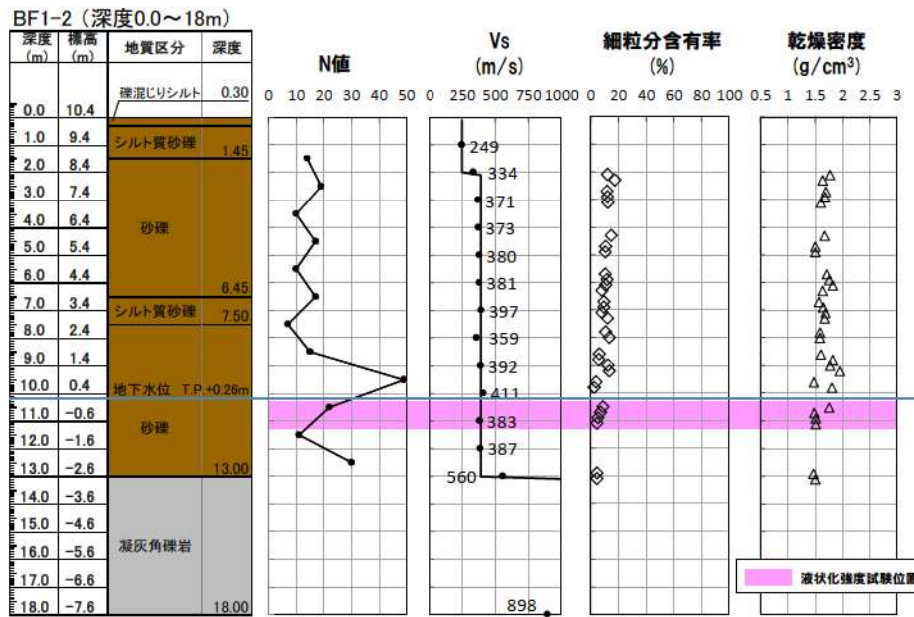 BF1-2 (深度0.0～18m)
深度(m) 標高(m) 地質区分 深度
N値
Vs (m/s)
細粒分含有率 (%)
乾燥密度 (g/cm³)
0 10 20 30 40 50
0 250 500 750 1000
0 20 40 60 80 100
0.5 1 1.5 2 2.5 3
礫混じりシルト 0.30
0.0 10.4
1.0 9.4
シルト質砂礫 1.45
2.0 8.4
3.0 7.4
4.0 6.4
砂礫
5.0 5.4
6.0 4.4
6.45
7.0 3.4
シルト質砂礫 7.50
8.0 2.4
9.0 1.4
10.0 0.4
地下水位 T.P.+0.26m
11.0 -0.6
砂礫
12.0 -1.6
13.0 -2.6
13.00
14.0 -3.6
15.0 -4.6
凝灰角礫岩
16.0 -5.6
17.0 -6.6
18.0 -7.6
18.00
249
334
371
373
380
381
397
359
392
411
383
387
560
898
液状化強度試験位置